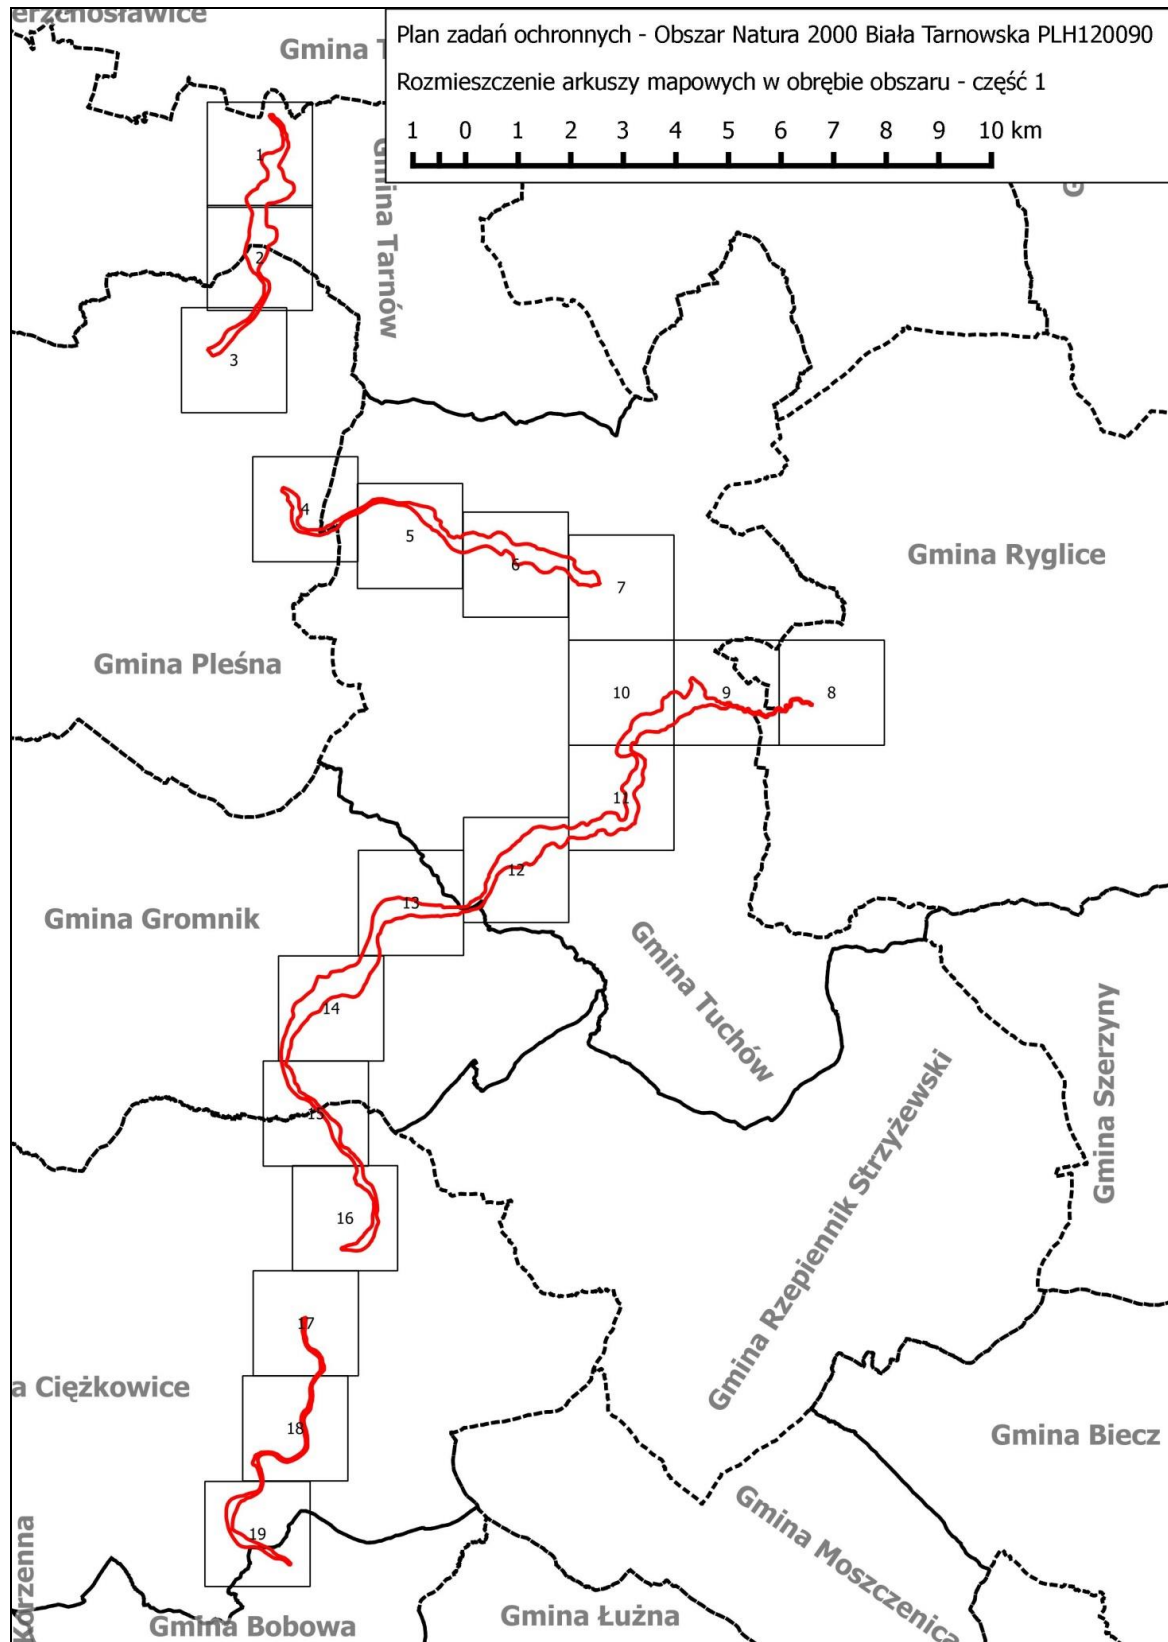 erzchosławice
Gmina T
Plan zadań ochronnych - Obszar Natura 2000 Biała Tarnowska PLH120090
Rozmieszczenie arkuszy mapowych w obrębie obszaru - część 1
1 0 1 2 3 4 5 6 7 8 9 10 km
Gmina Tarnów
G
1
2
3
4
5
6
7
Gmina Ryglice
Gmina Pleśna
10
9
8
11
12
13
Gmina Gromnik
Gmina Tuchów
14
Gmina Szerzyny
15
Gmina Rzepiennik Strzyżewski
16
17
a Ciężkowice
18
Gmina Biecz
19
Gmina Moszczenica
Korzenna
Gmina Bobowa
Gmina Łużna